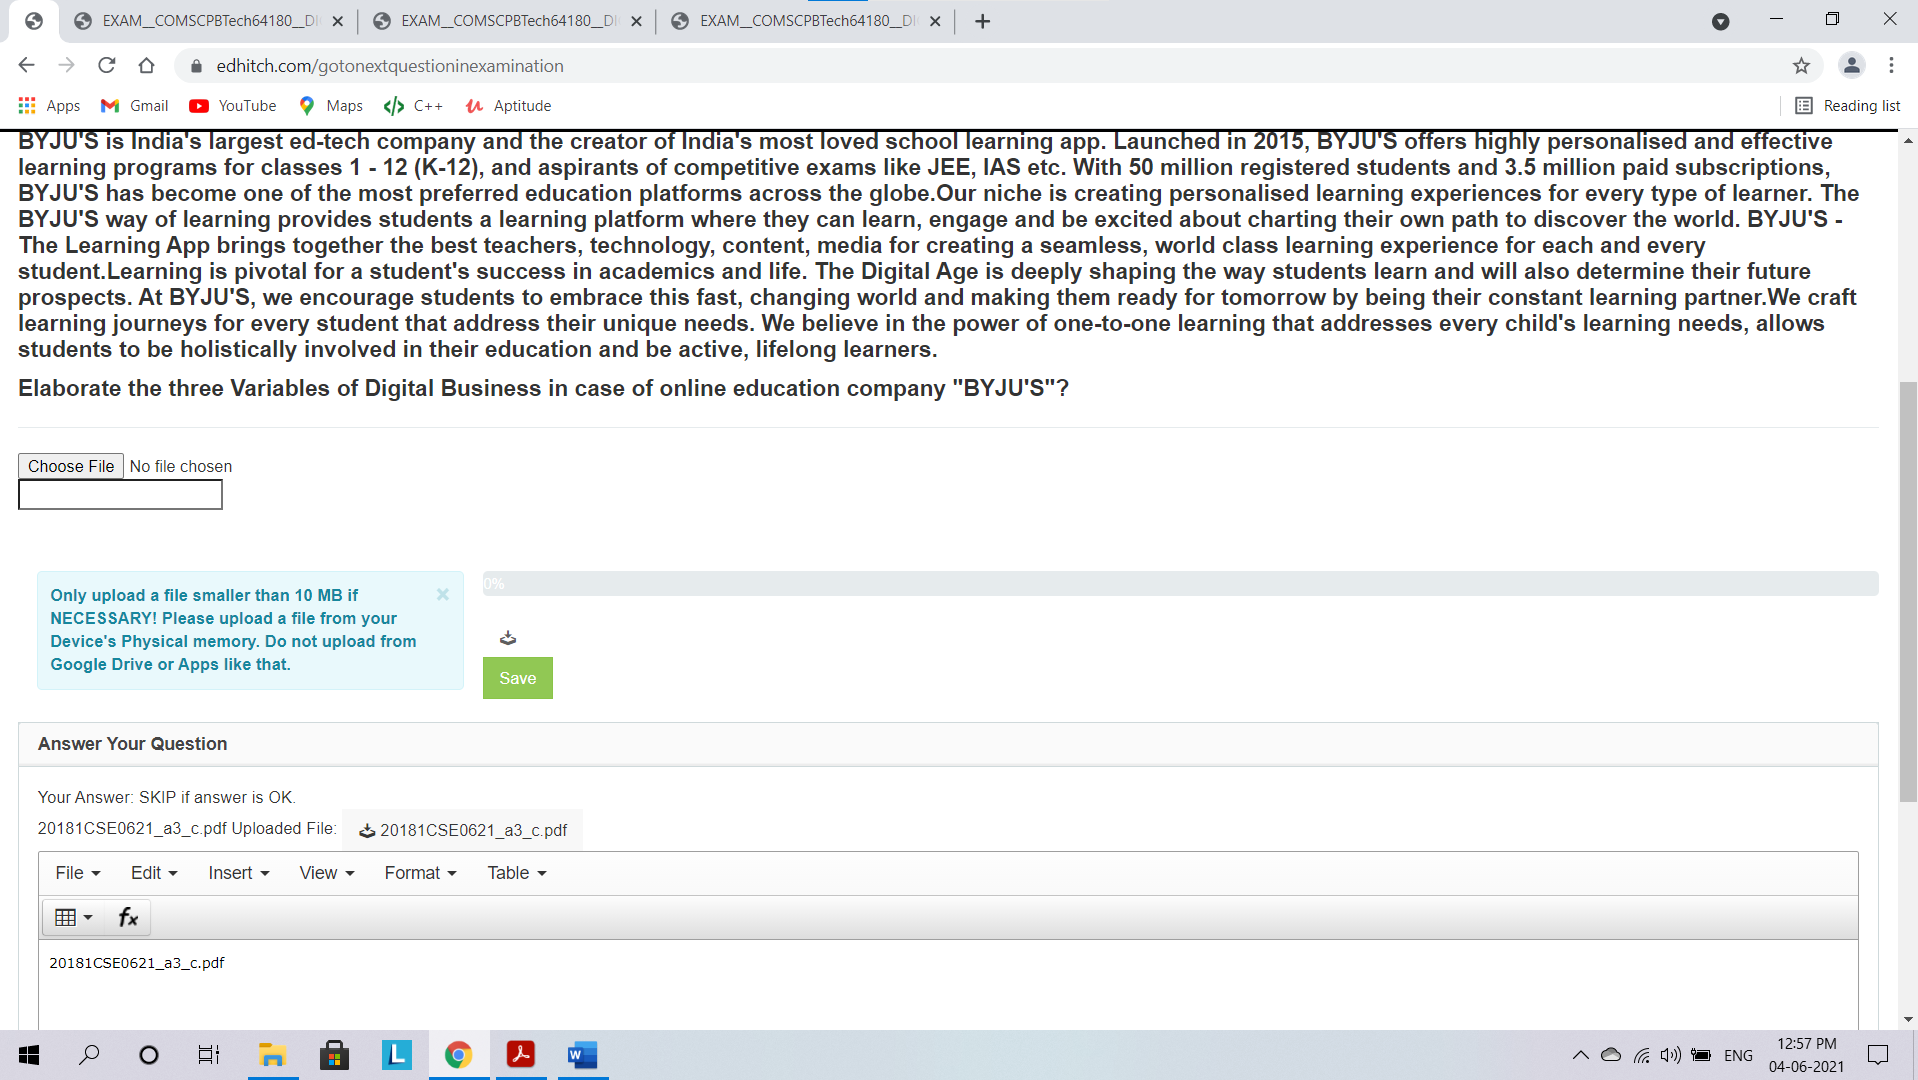 EXAM__COMSCPBTech64180__DI
EXAM__COMSCPBTech64180__DI
EXAM__COMSCPBTech64180__DI
edhitch.com/gotonextquestioninexamination
Apps Gmail YouTube Maps C++ Aptitude Reading list
BYJU'S is India's largest ed-tech company and the creator of India's most loved school learning app. Launched in 2015, BYJU'S offers highly personalised and effective
learning programs for classes 1 - 12 (K-12), and aspirants of competitive exams like JEE, IAS etc. With 50 million registered students and 3.5 million paid subscriptions,
BYJU'S has become one of the most preferred education platforms across the globe.Our niche is creating personalised learning experiences for every type of learner. The
BYJU'S way of learning provides students a learning platform where they can learn, engage and be excited about charting their own path to discover the world. BYJU'S -
The Learning App brings together the best teachers, technology, content, media for creating a seamless, world class learning experience for each and every
student.Learning is pivotal for a student's success in academics and life. The Digital Age is deeply shaping the way students learn and will also determine their future
prospects. At BYJU'S, we encourage students to embrace this fast, changing world and making them ready for tomorrow by being their constant learning partner.We craft
learning journeys for every student that address their unique needs. We believe in the power of one-to-one learning that addresses every child's learning needs, allows
students to be holistically involved in their education and be active, lifelong learners.
Elaborate the three Variables of Digital Business in case of online education company "BYJU'S"?
Choose File No file chosen
Only upload a file smaller than 10 MB if
NECESSARY! Please upload a file from your
Device's Physical memory. Do not upload from
Google Drive or Apps like that.
×
0%
Save
Answer Your Question
Your Answer: SKIP if answer is OK.
20181CSE0621_a3_c.pdf Uploaded File: 20181CSE0621_a3_c.pdf
File Edit Insert View Format Table
fx
20181CSE0621_a3_c.pdf
L
W
ENG
12:57 PM
04-06-2021